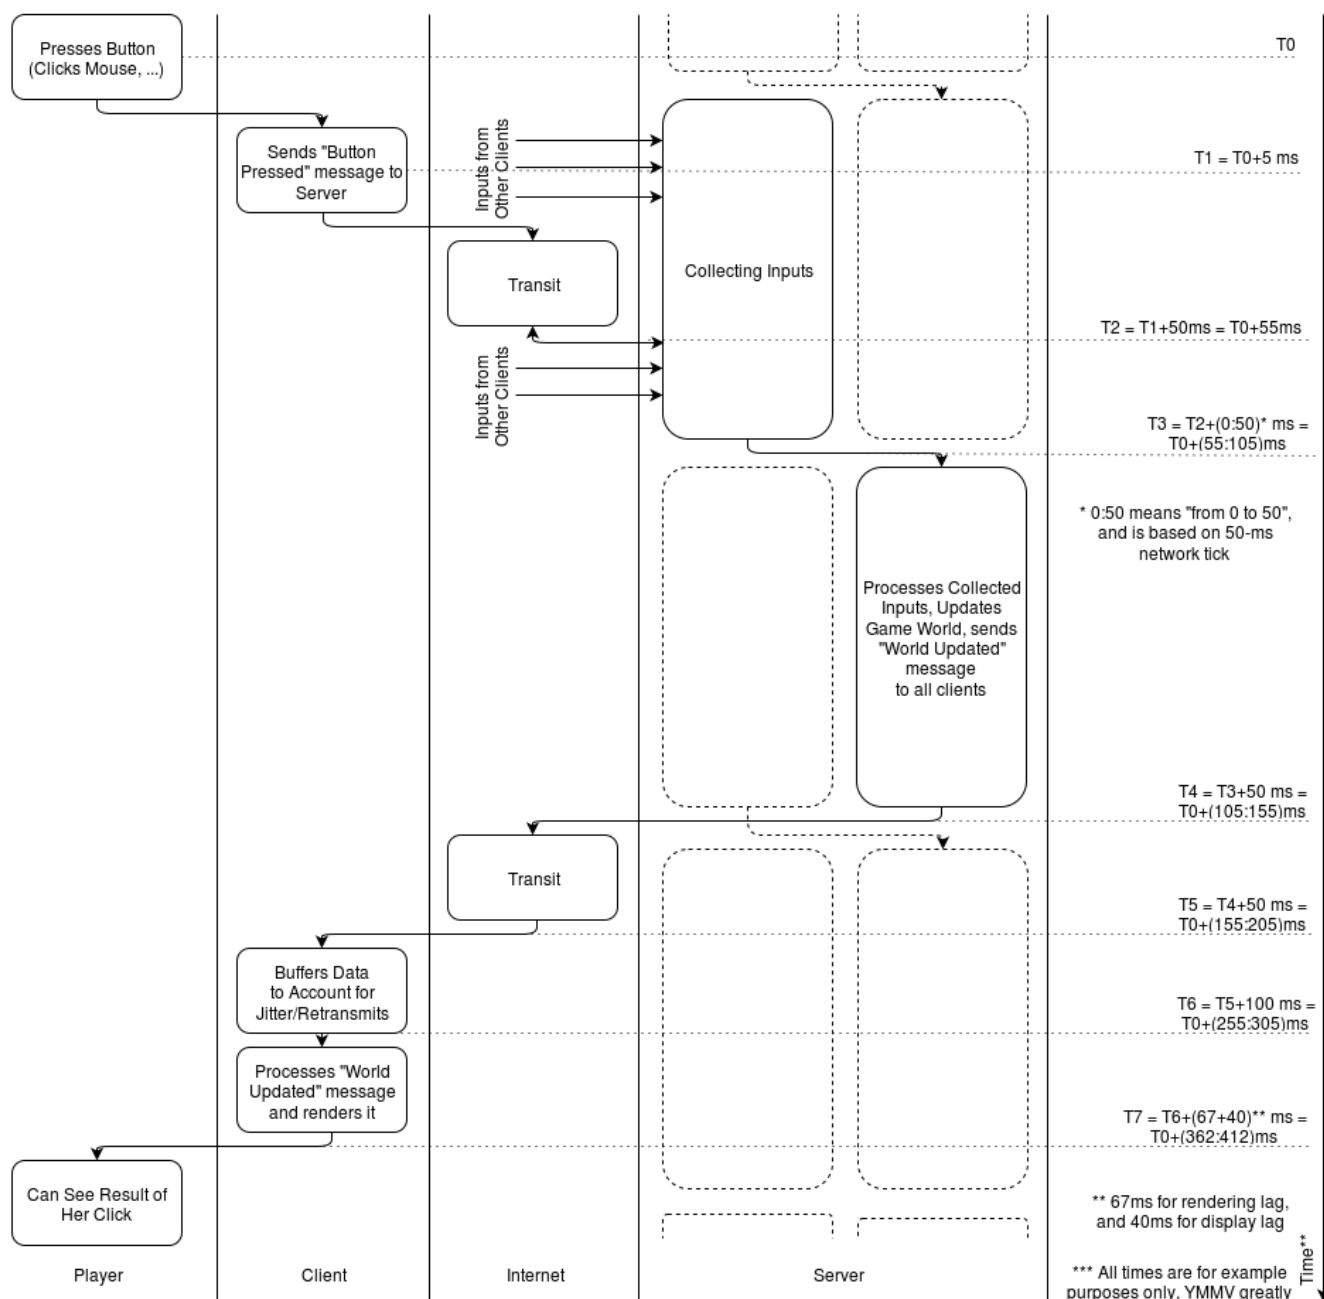 Presses Button
(Clicks Mouse, ...)
T0
Sends "Button
Pressed" message to
Server
Inputs from
Other Clients
T1 = T0+5 ms
Transit
Collecting Inputs
T2 = T1+50ms = T0+55ms
Inputs from
Other Clients
T3 = T2+(0:50)* ms =
T0+(55:105)ms
* 0:50 means "from 0 to 50",
and is based on 50-ms
network tick
Processes Collected
Inputs, Updates
Game World, sends
"World Updated"
message
to all clients
T4 = T3+50 ms =
T0+(105:155)ms
Transit
T5 = T4+50 ms =
T0+(155:205)ms
Buffers Data
to Account for
Jitter/Retransmits
T6 = T5+100 ms =
T0+(255:305)ms
Processes "World
Updated" message
and renders it
T7 = T6+(67+40)** ms =
T0+(362:412)ms
Can See Result of
Her Click
** 67ms for rendering lag,
and 40ms for display lag
Time**
Player
Client
Internet
Server
*** All times are for example
purposes only, YMMV greatly